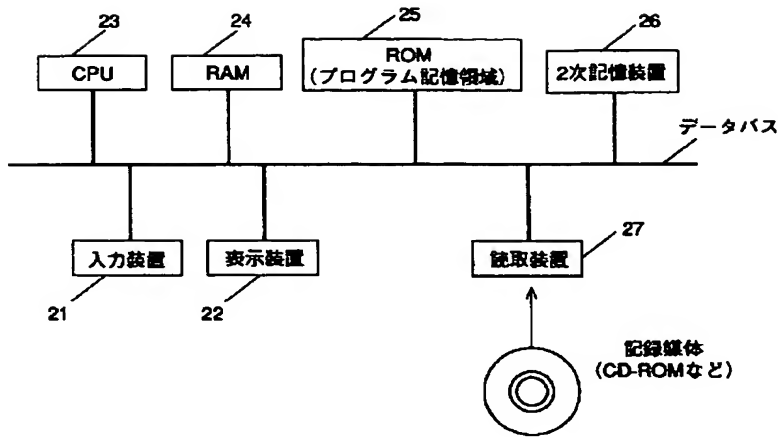 23
24
25
26
CPU
RAM
ROM
(プログラム記憶領域)
2次記憶装置
データバス
入力装置
表示装置
読取装置
27
21
22
記録媒体
(CD-ROMなど)